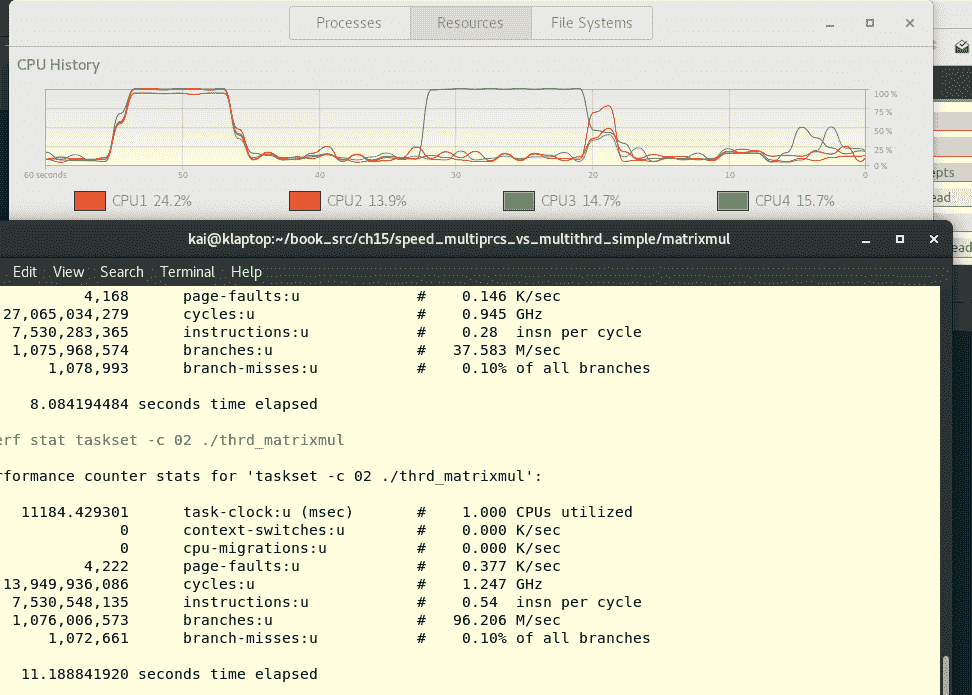 Processes Resources File Systems
CPU History
100 %
75 %
50 %
25 %
0 %
60 seconds 50 40 30 20 10 0
CPU1 24.2% CPU2 13.9% CPU3 14.7% CPU4 15.7%
epts
ead
ead
kai@klaptop:~/book_src/ch15/speed_multiprcs_vs_multithrd_simple/matrixmul
Edit View Search Terminal Help
4,168 page-faults:u # 0.146 K/sec
27,065,034,279 cycles:u # 0.945 GHz
7,530,283,365 instructions:u # 0.28 insn per cycle
1,075,968,574 branches:u # 37.583 M/sec
1,078,993 branch-misses:u # 0.10% of all branches
8.084194484 seconds time elapsed
erf stat taskset -c 02 ./thrd_matrixmul
rformance counter stats for 'taskset -c 02 ./thrd_matrixmul':
11184.429301 task-clock:u (msec) # 1.000 CPUs utilized
0 context-switches:u # 0.000 K/sec
0 cpu-migrations:u # 0.000 K/sec
4,222 page-faults:u # 0.377 K/sec
13,949,936,086 cycles:u # 1.247 GHz
7,530,548,135 instructions:u # 0.54 insn per cycle
1,076,006,573 branches:u # 96.206 M/sec
1,072,661 branch-misses:u # 0.10% of all branches
11.188841920 seconds time elapsed